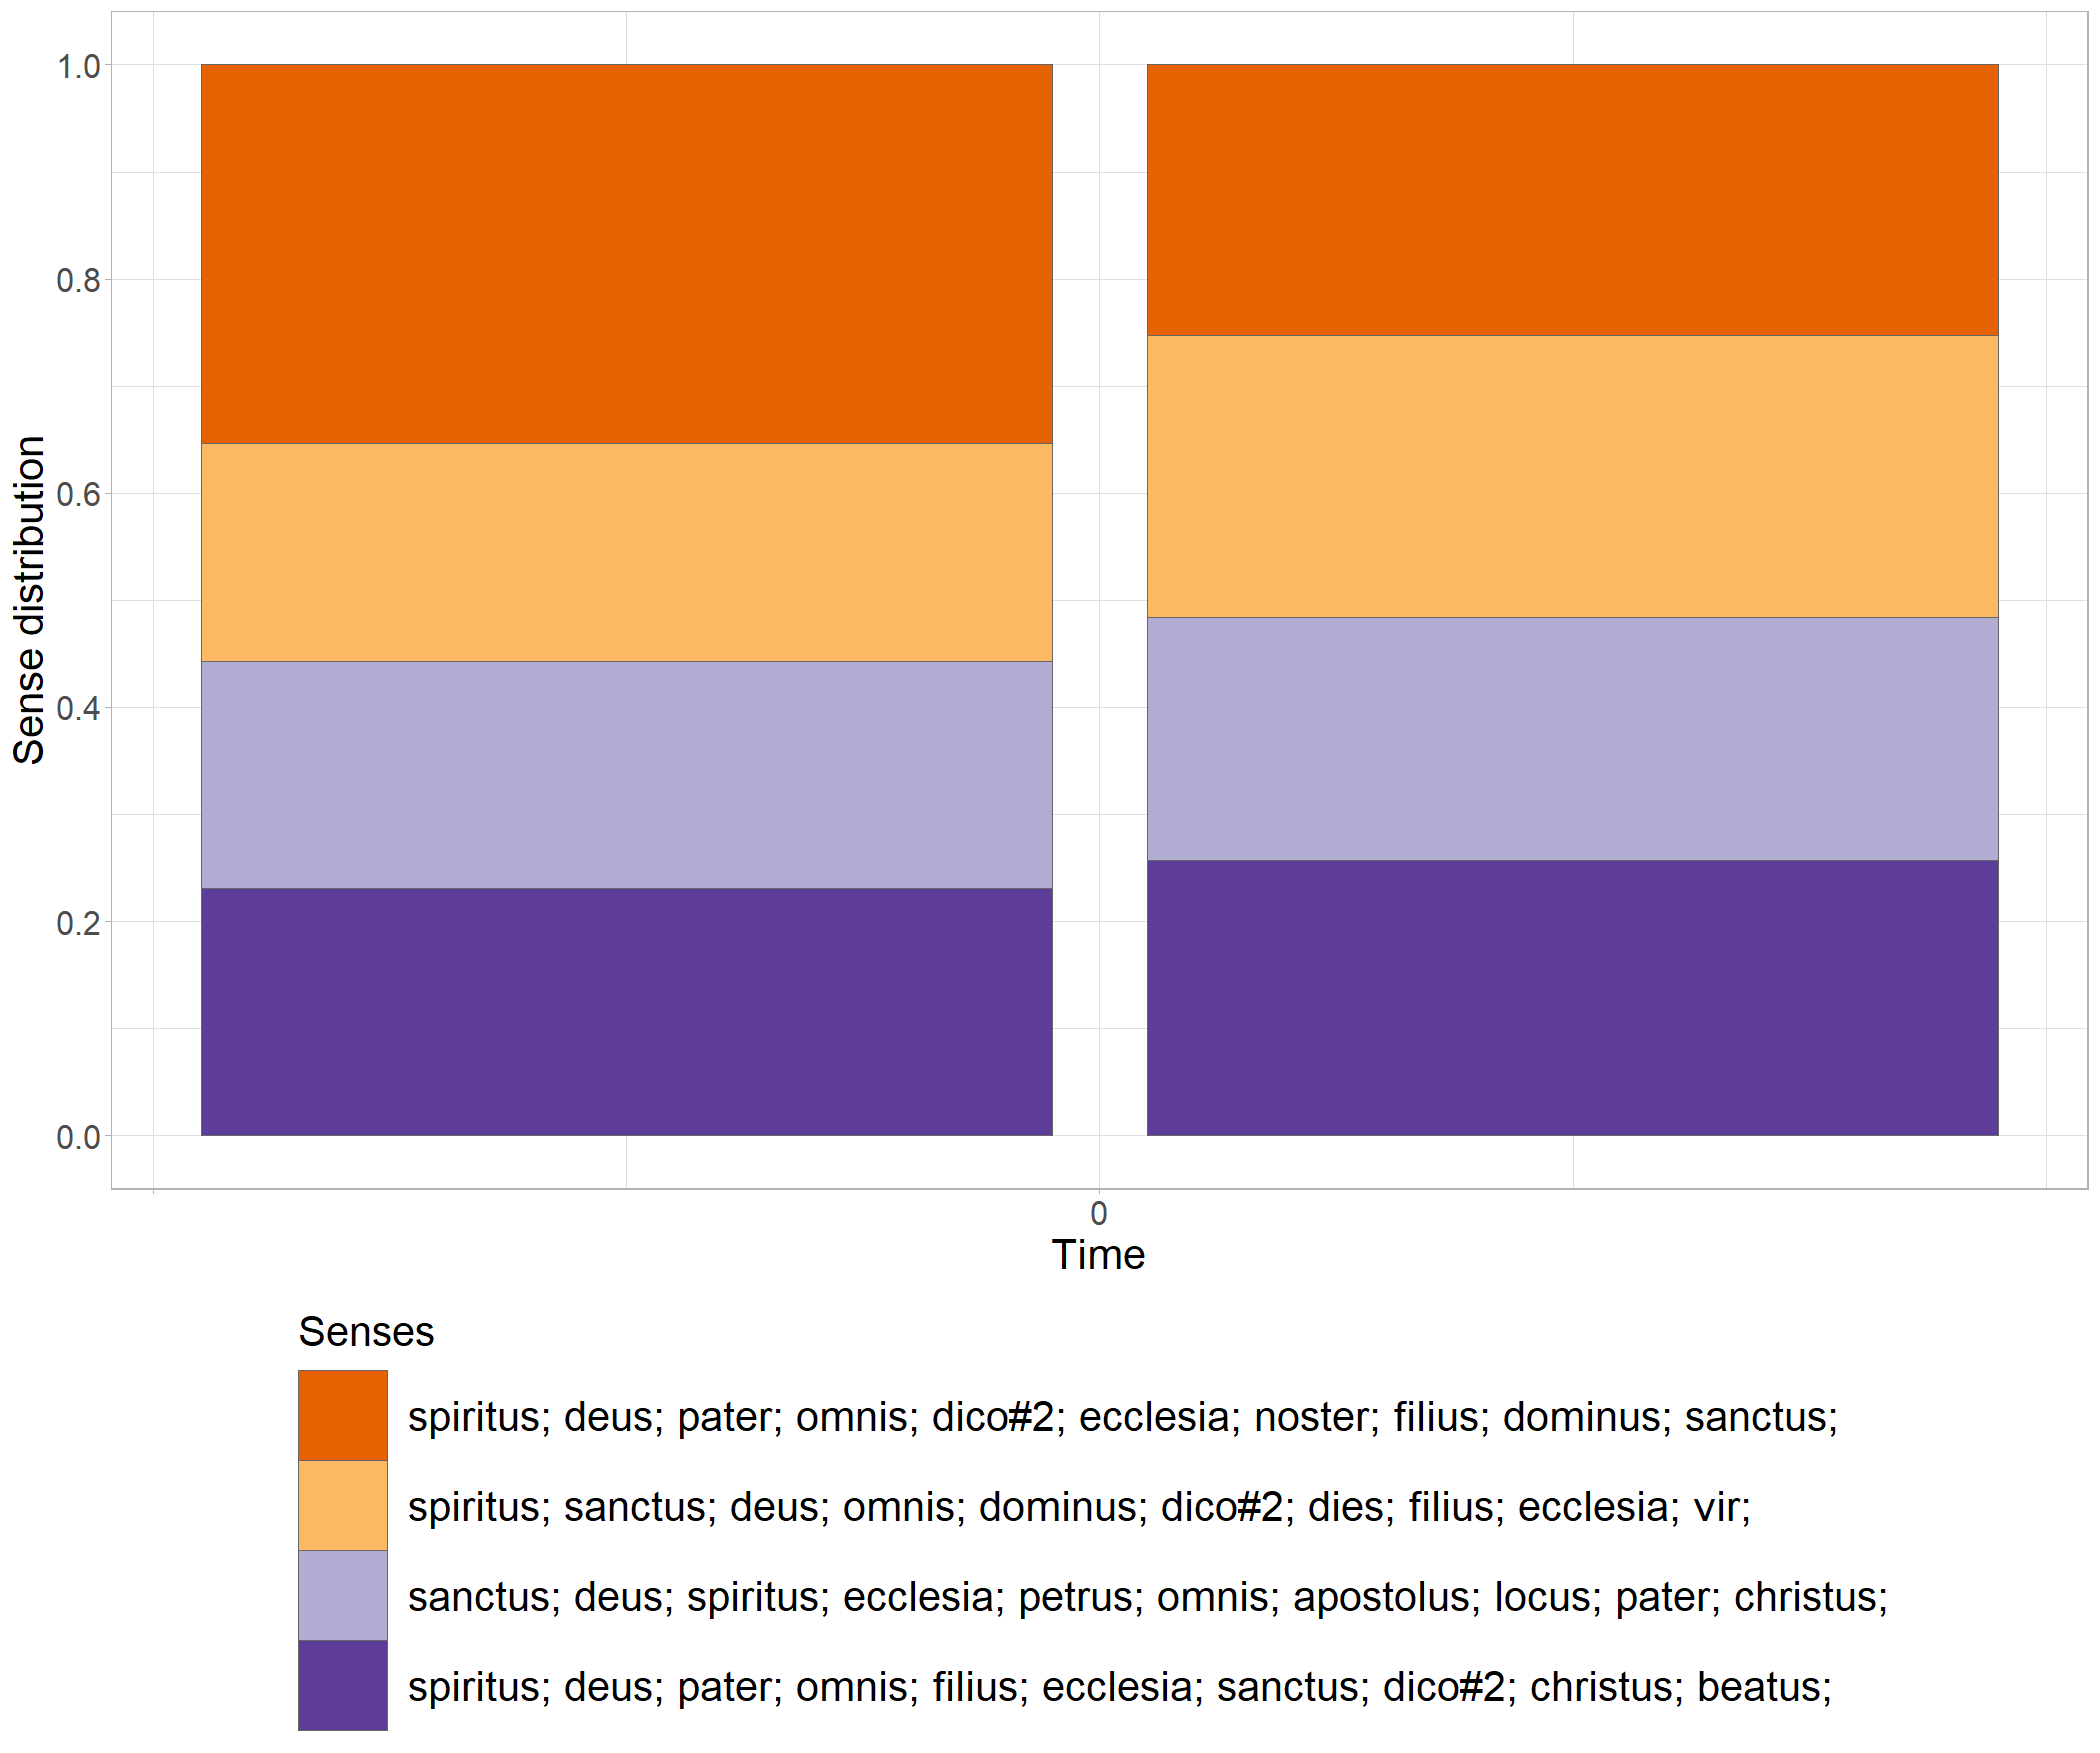 1.0
0.8
0.6
0.4
0.2
0.0
Sense distribution
0
Time
Senses
spiritus; deus; pater; omnis; dico#2; ecclesia; noster; filius; dominus; sanctus;
spiritus; sanctus; deus; omnis; dominus; dico#2; dies; filius; ecclesia; vir;
sanctus; deus; spiritus; ecclesia; petrus; omnis; apostolus; locus; pater; christus;
spiritus; deus; pater; omnis; filius; ecclesia; sanctus; dico#2; christus; beatus;